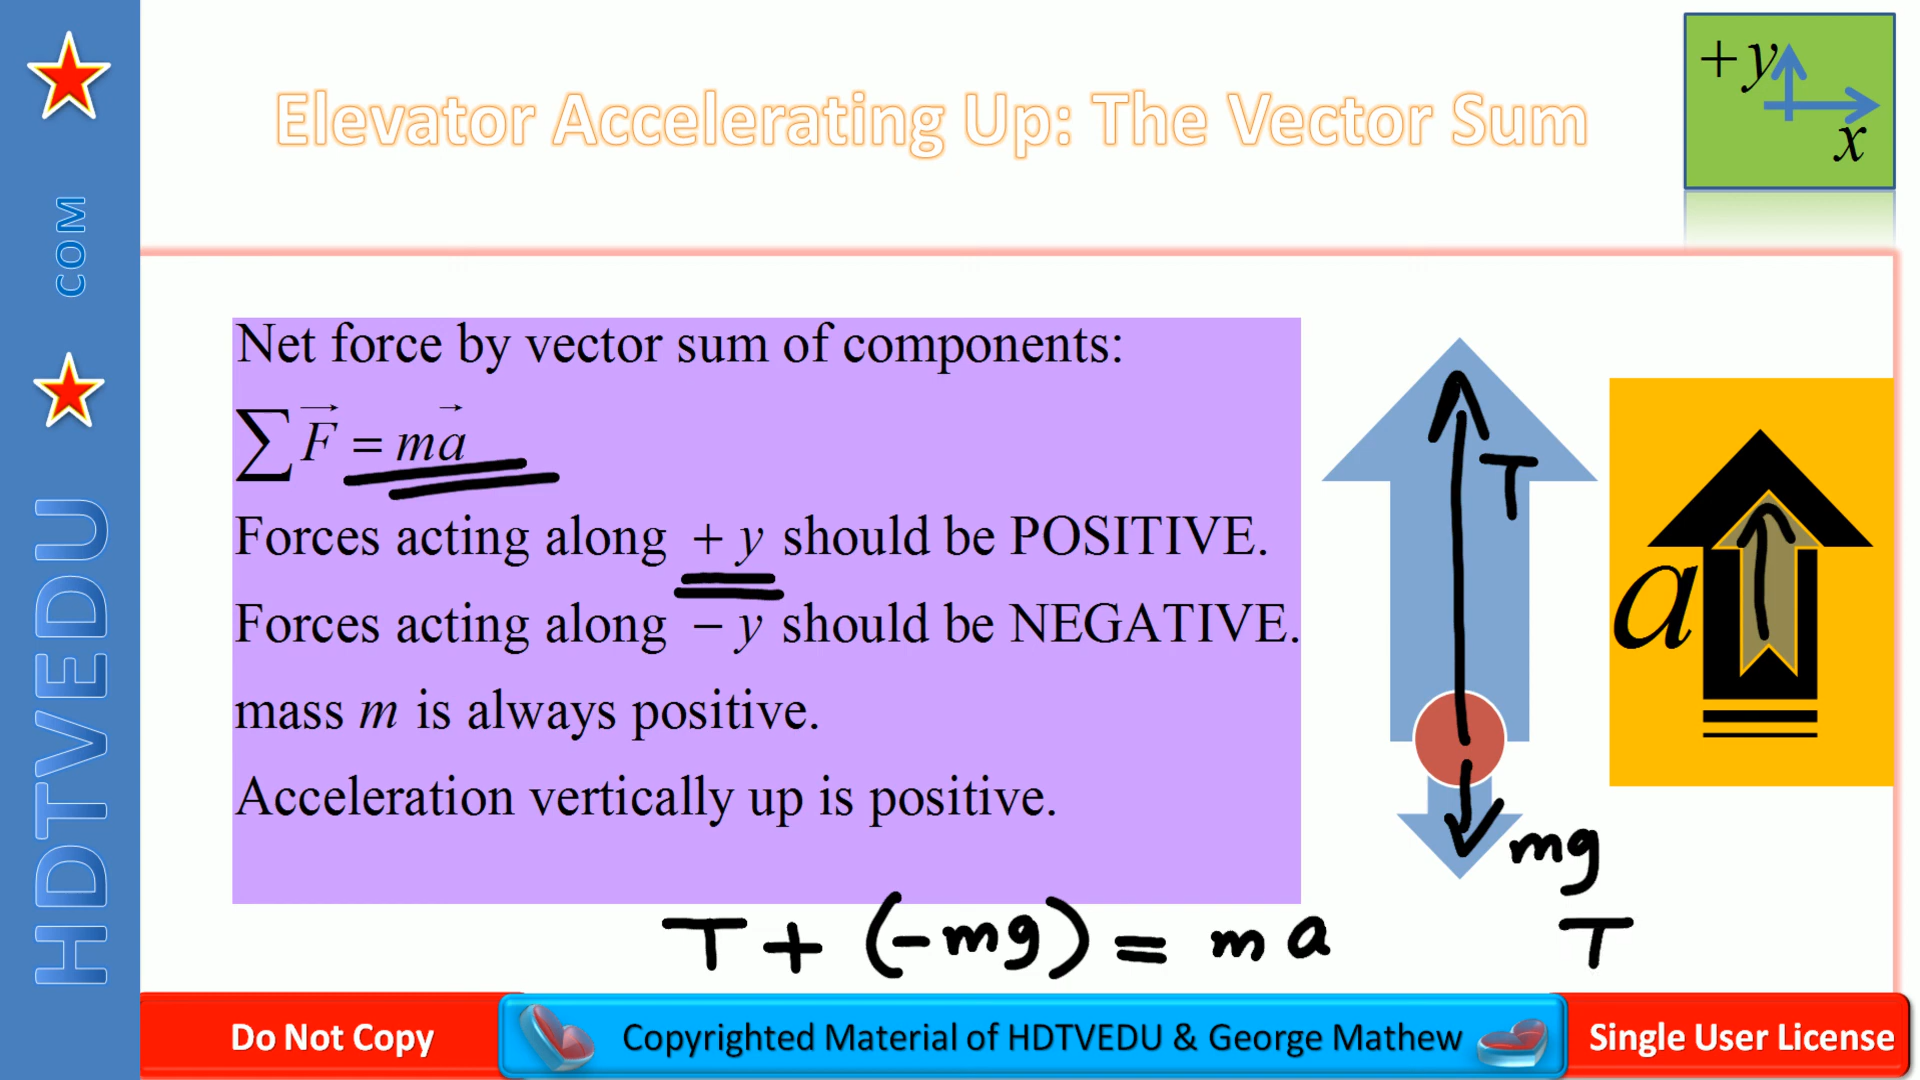 HDTVEDU COM
Elevator Accelerating Up: The Vector Sum
+y
x
Net force by vector sum of components:
∑F⃗ = ma⃗
Forces acting along +y should be POSITIVE.
Forces acting along −y should be NEGATIVE.
mass m is always positive.
Acceleration vertically up is positive.
T
a
mg
T + (-mg) = ma
T
Do Not Copy
Copyrighted Material of HDTVEDU & George Mathew
Single User License